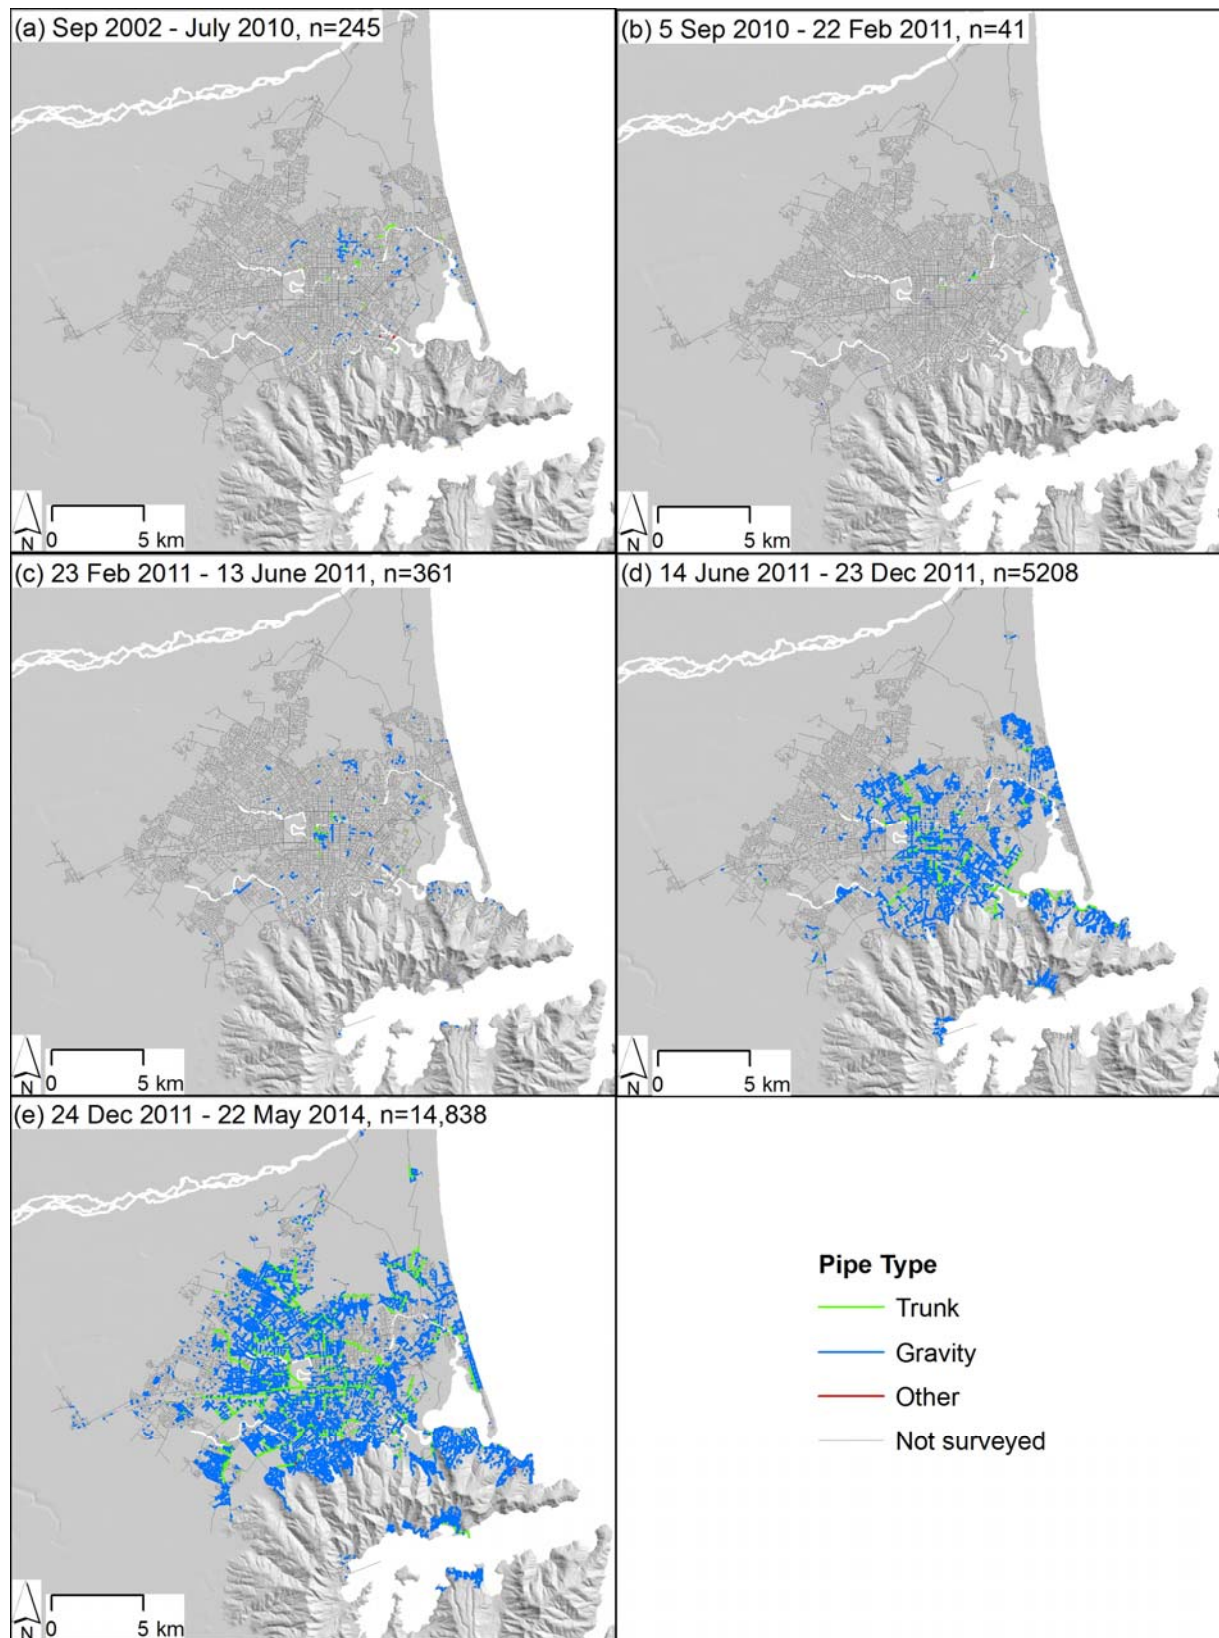 (a) Sep 2002 - July 2010, n=245
(b) 5 Sep 2010 - 22 Feb 2011, n=41
N
0 5 km
N
0 5 km
(c) 23 Feb 2011 - 13 June 2011, n=361
(d) 14 June 2011 - 23 Dec 2011, n=5208
N
0 5 km
N
0 5 km
(e) 24 Dec 2011 - 22 May 2014, n=14,838
Pipe Type
Trunk
Gravity
Other
Not surveyed
N
0 5 km